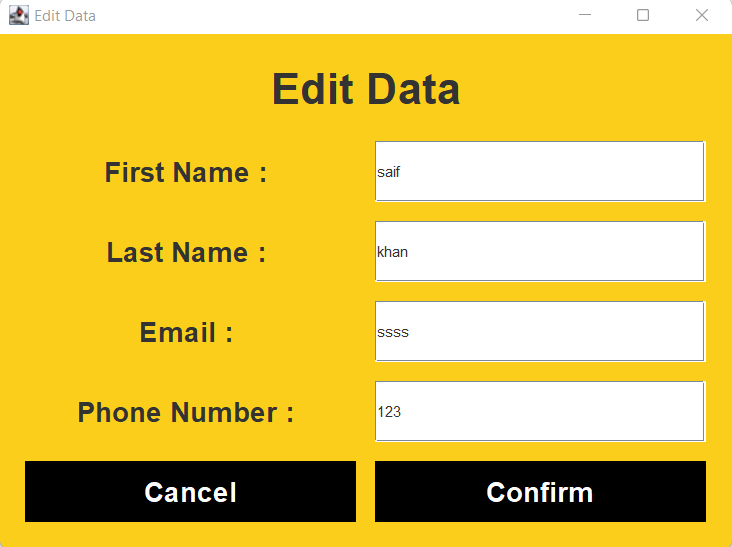 Edit Data
Edit Data
First Name : saif
Last Name : khan
Email : ssss
Phone Number : 123
Cancel Confirm